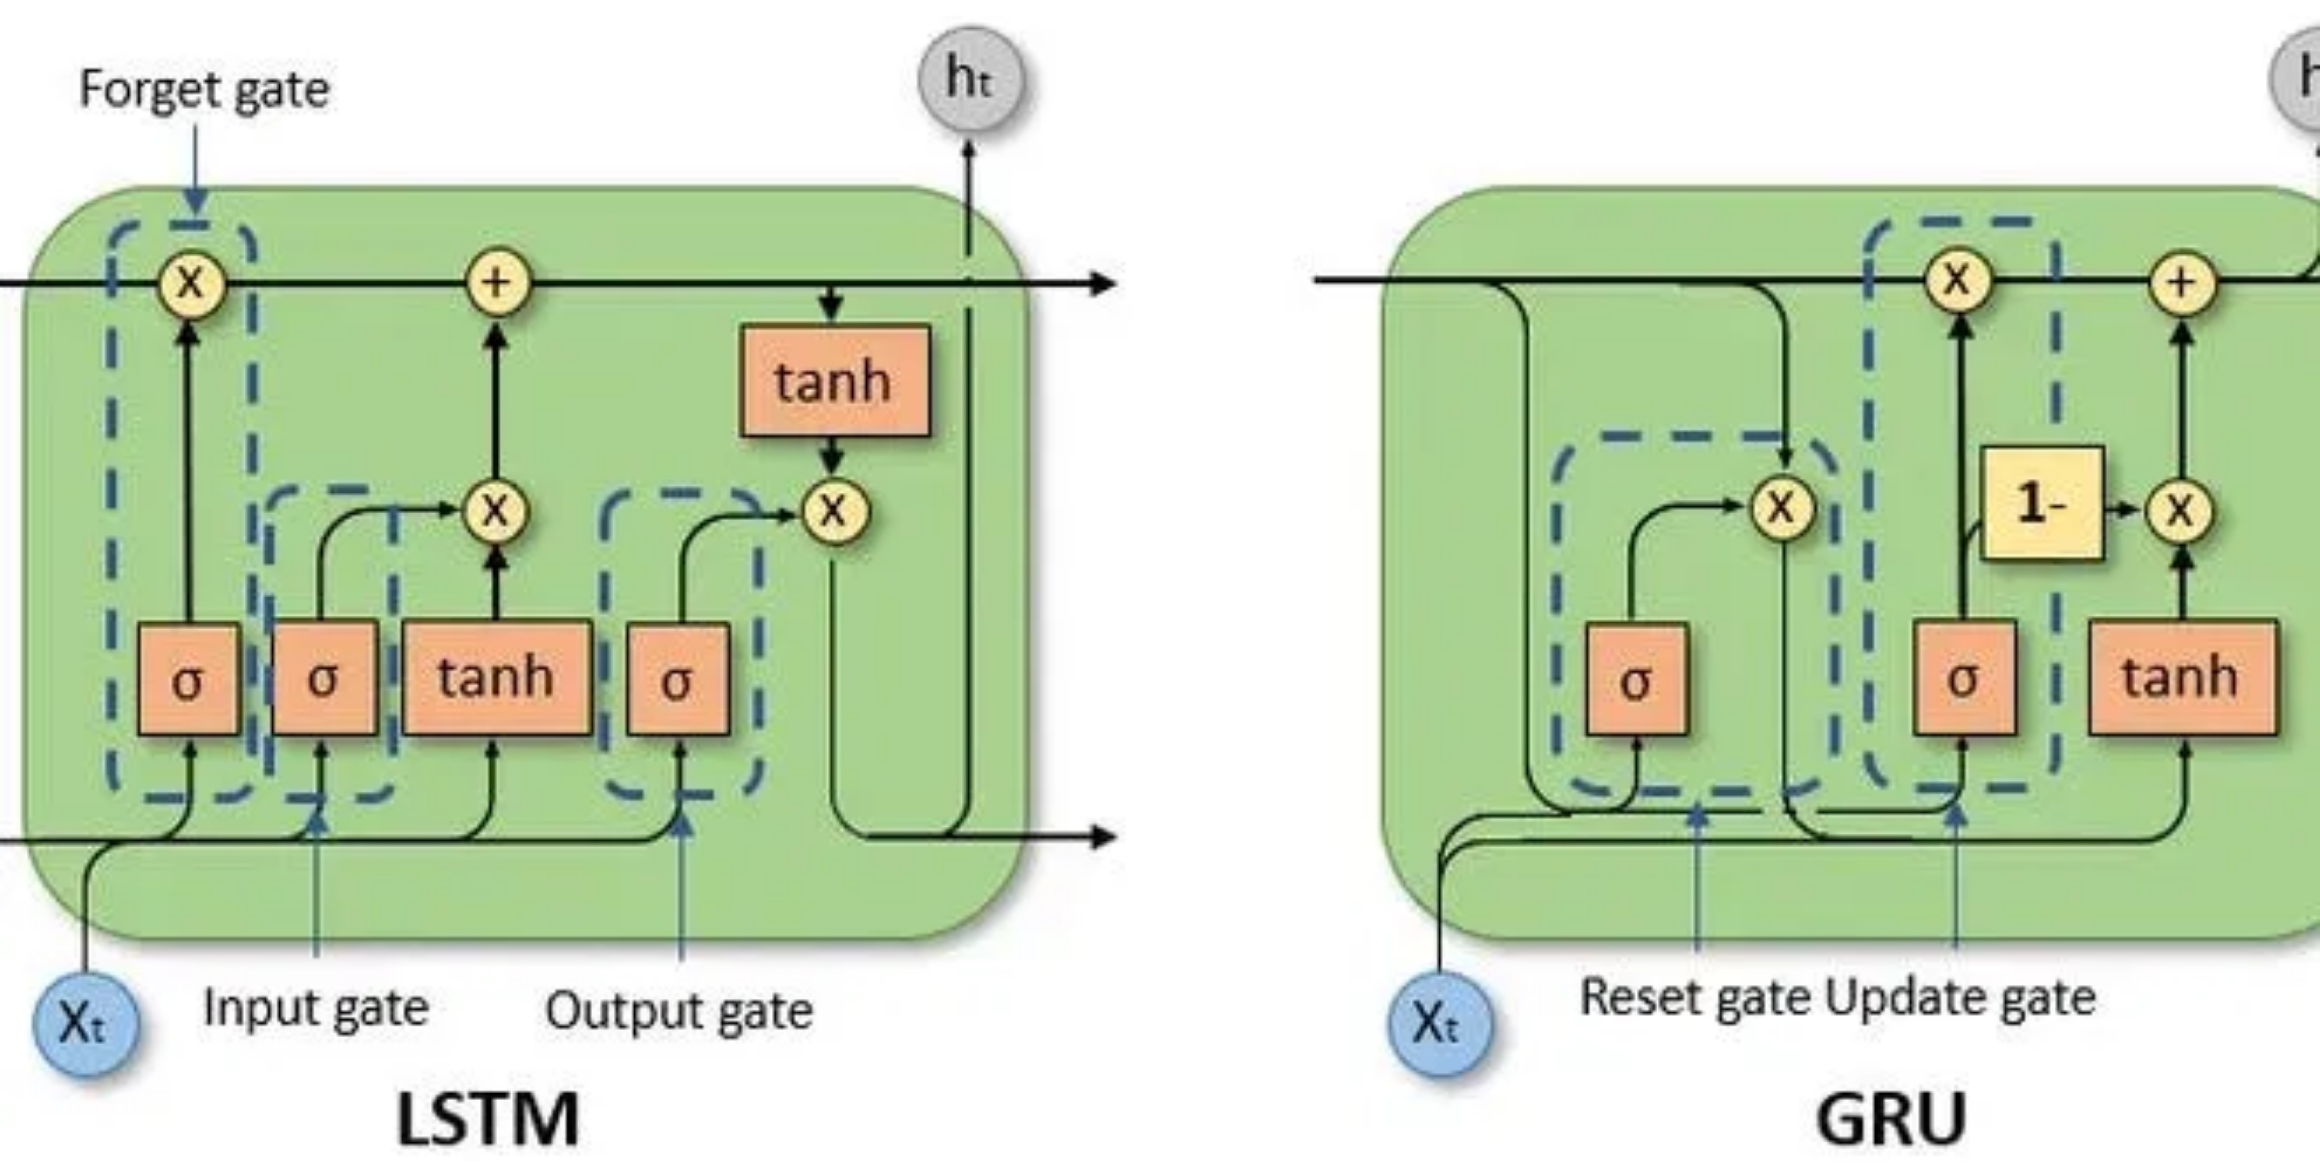 Forget gate
ht
x
+
tanh
x
x
σ
σ
tanh
σ
Xt
Input gate
Output gate
LSTM
h
x
+
1-
x
x
σ
σ
tanh
Xt
Reset gate
Update gate
GRU